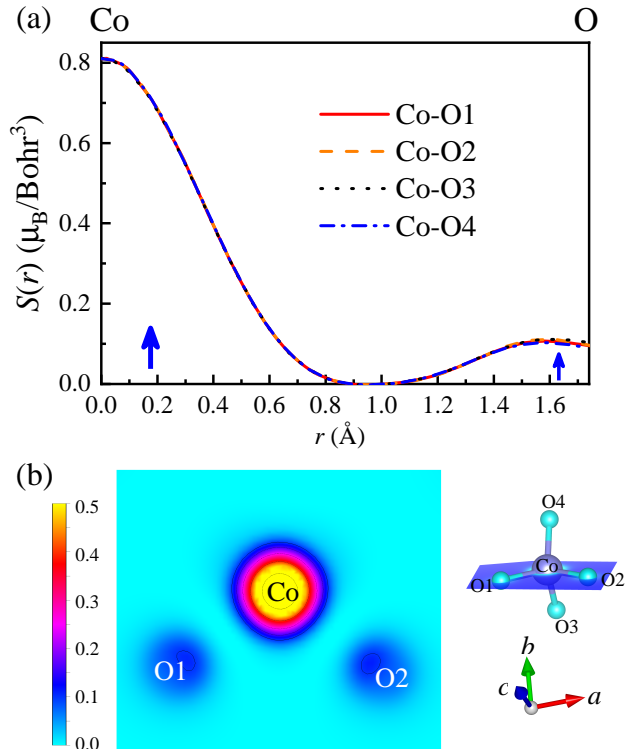 (a)
Co O
0.8
0.6
0.4
0.2
0.0
S(r) (μ_B/Bohr³)
Co-O1
Co-O2
Co-O3
Co-O4
0.0 0.2 0.4 0.6 0.8 1.0 1.2 1.4 1.6
r (Å)
(b)
0.5
0.4
0.3
0.2
0.1
0.0
Co
O1 O2
O4
Co
O1 O2
O3
b
c a